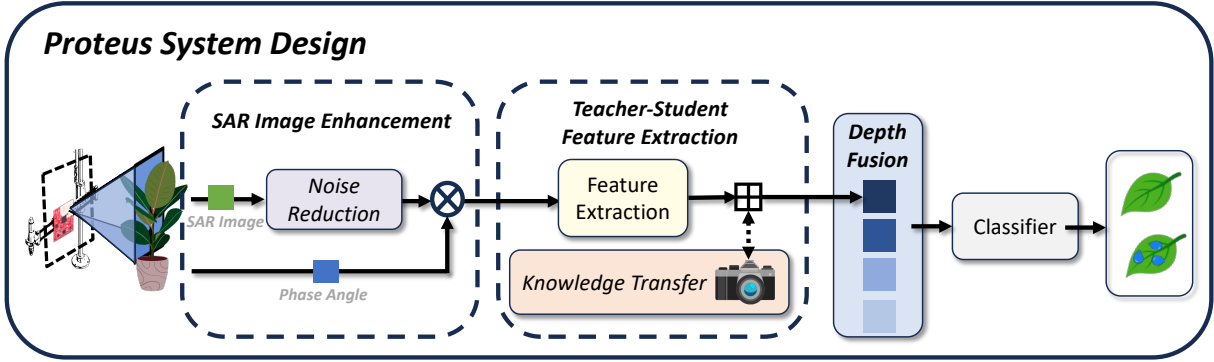 Proteus System Design
SAR Image Enhancement
SAR Image
Noise
Reduction
Phase Angle
Teacher-Student
Feature Extraction
Feature
Extraction
Knowledge Transfer
Depth
Fusion
Classifier